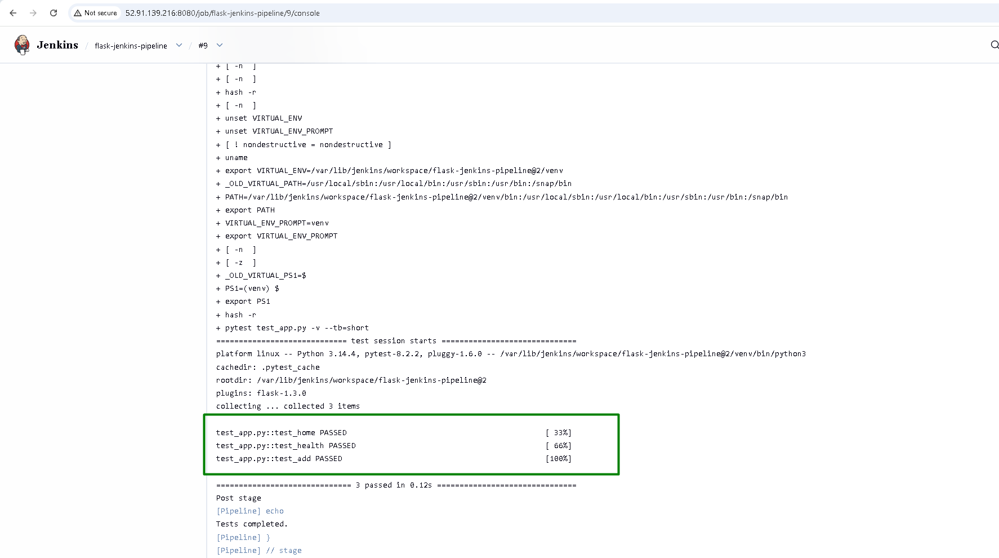 Not secure 52.91.139.216:8080/job/flask-jenkins-pipeline/9/console
Jenkins / flask-jenkins-pipeline / #9
+ [ -n  ]
+ [ -n  ]
+ hash -r
+ [ -n  ]
+ unset VIRTUAL_ENV
+ unset VIRTUAL_ENV_PROMPT
+ [ ! nondestructive = nondestructive ]
+ uname
+ export VIRTUAL_ENV=/var/lib/jenkins/workspace/flask-jenkins-pipeline@2/venv
+ _OLD_VIRTUAL_PATH=/usr/local/sbin:/usr/local/bin:/usr/sbin:/usr/bin:/snap/bin
+ PATH=/var/lib/jenkins/workspace/flask-jenkins-pipeline@2/venv/bin:/usr/local/sbin:/usr/local/bin:/usr/sbin:/usr/bin:/snap/bin
+ export PATH
+ VIRTUAL_ENV_PROMPT=venv
+ export VIRTUAL_ENV_PROMPT
+ [ -n  ]
+ [ -z  ]
+ _OLD_VIRTUAL_PS1=$
+ PS1=(venv) $
+ export PS1
+ hash -r
+ pytest test_app.py -v --tb=short
============================= test session starts ==============================
platform linux -- Python 3.14.4, pytest-8.2.2, pluggy-1.6.0 -- /var/lib/jenkins/workspace/flask-jenkins-pipeline@2/venv/bin/python3
cachedir: .pytest_cache
rootdir: /var/lib/jenkins/workspace/flask-jenkins-pipeline@2
plugins: flask-1.3.0
collecting ... collected 3 items
test_app.py::test_home PASSED [ 33%]
test_app.py::test_health PASSED [ 66%]
test_app.py::test_add PASSED [100%]
============================== 3 passed in 0.12s ===============================
Post stage
[Pipeline] echo
Tests completed.
[Pipeline] }
[Pipeline] // stage